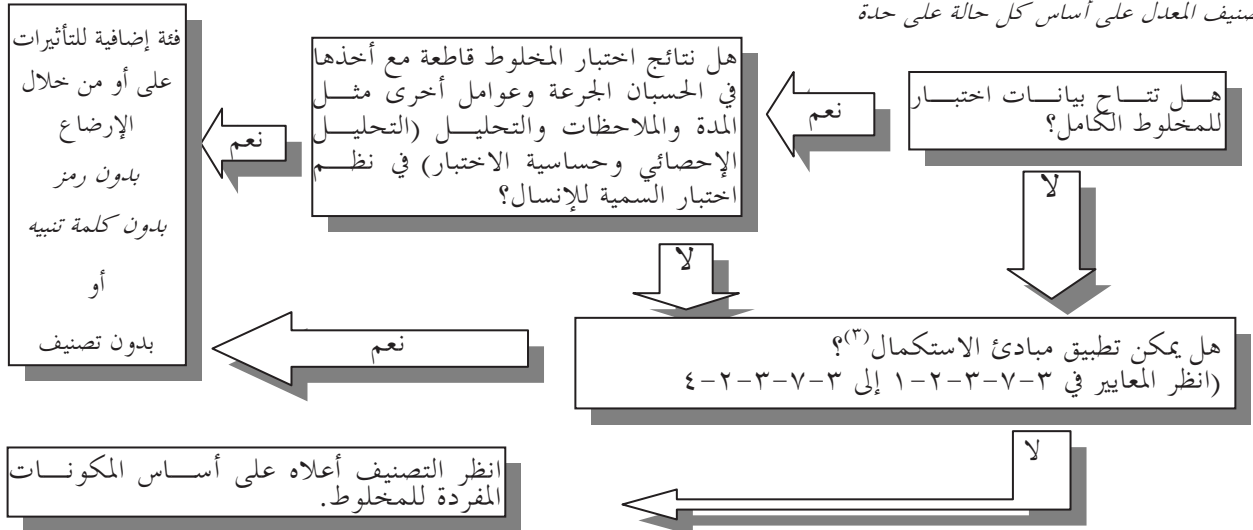 التصنيف المعدل على أساس كل حالة على حدة
هل تتاح بيانات اختبار
للمخلوط الكامل؟
نعم
هل نتائج اختبار المخلوط قاطعة مع أخذها
في الحسبان الجرعة وعوامل أخرى مثل
المدة والملاحظات والتحليل (التحليل
الإحصائي وحساسية الاختبار) في نظم
اختبار السمية للإنسال؟
نعم
فئة إضافية للتأثيرات
على أو من خلال
الإرضاع
بدون رمز
بدون كلمة تنبيه
أو
بدون تصنيف
لا
لا
هل يمكن تطبيق مبادئ الاستكمال(٣)؟
(انظر المعايير في ٣-٧-٣-٢-١ إلى ٣-٧-٣-٢-٤
نعم
لا
انظر التصنيف أعلاه على أساس المكونات
المفردة للمخلوط.